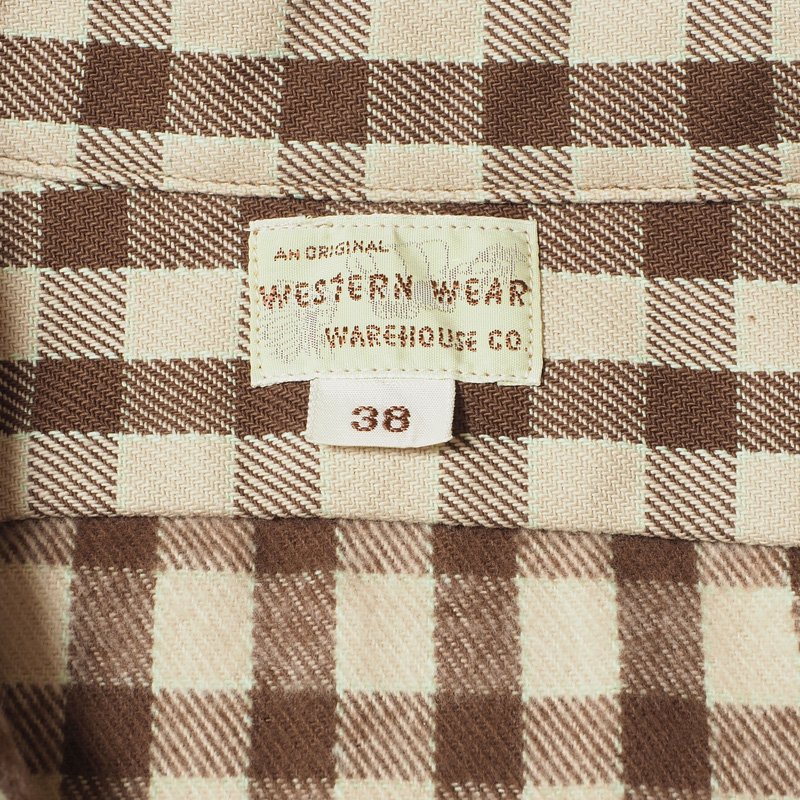 AN ORIGINAL
WESTERN WEAR
WAREHOUSE CO.
38